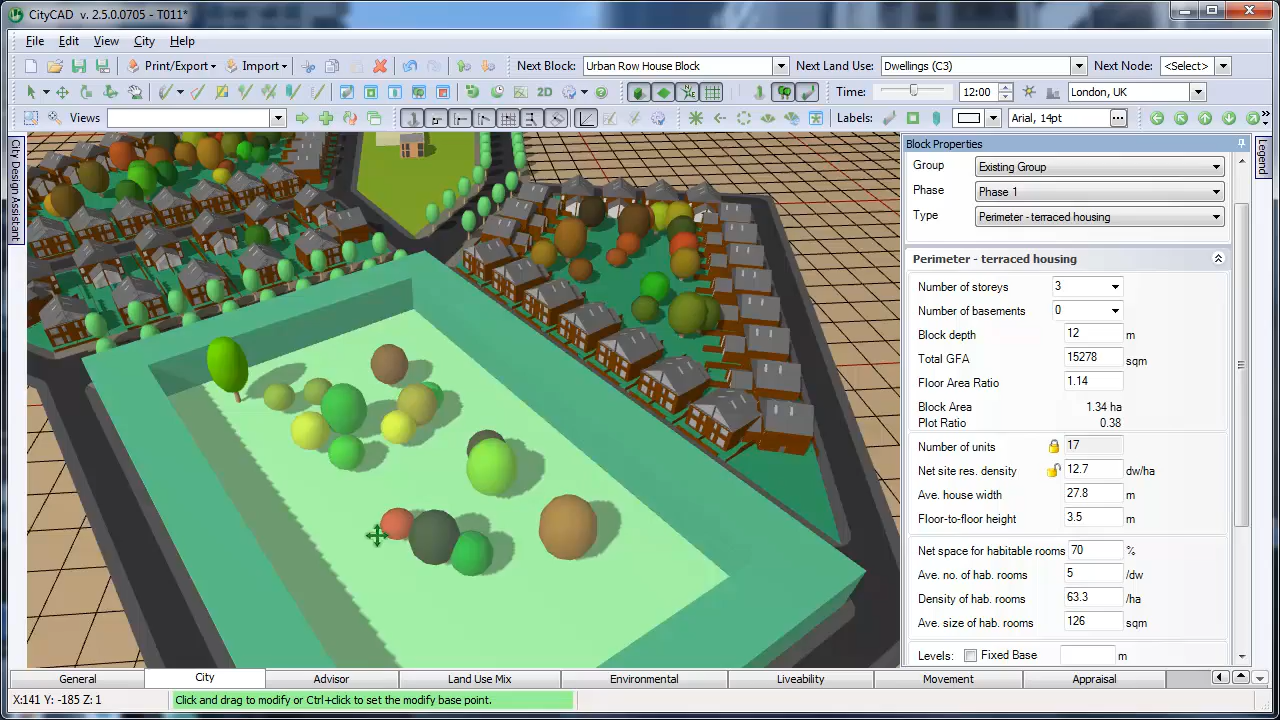 CityCAD v. 2.5.0.0705 - T011*
File Edit View City Help
Print/Export Import Next Block: Urban Row House Block Next Land Use: Dwellings (C3) Next Node: <Select>
2D Time: 12:00 London, UK
Views Labels: Arial, 14pt
City Design Assistant
Block Properties
Legend
Group Existing Group
Phase Phase 1
Type Perimeter - terraced housing
Perimeter - terraced housing
Number of storeys 3
Number of basements 0
Block depth 12 m
Total GFA 15278 sqm
Floor Area Ratio 1.14
Block Area 1.34 ha
Plot Ratio 0.38
Number of units 17
Net site res. density 12.7 dw/ha
Ave. house width 27.8 m
Floor-to-floor height 3.5 m
Net space for habitable rooms 70 %
Ave. no. of hab. rooms 5 /dw
Density of hab. rooms 63.3 /ha
Ave. size of hab. rooms 126 sqm
Levels: Fixed Base m
General City Advisor Land Use Mix Environmental Liveability Movement Appraisal
X:141 Y: -185 Z: 1 Click and drag to modify or Ctrl+click to set the modify base point.